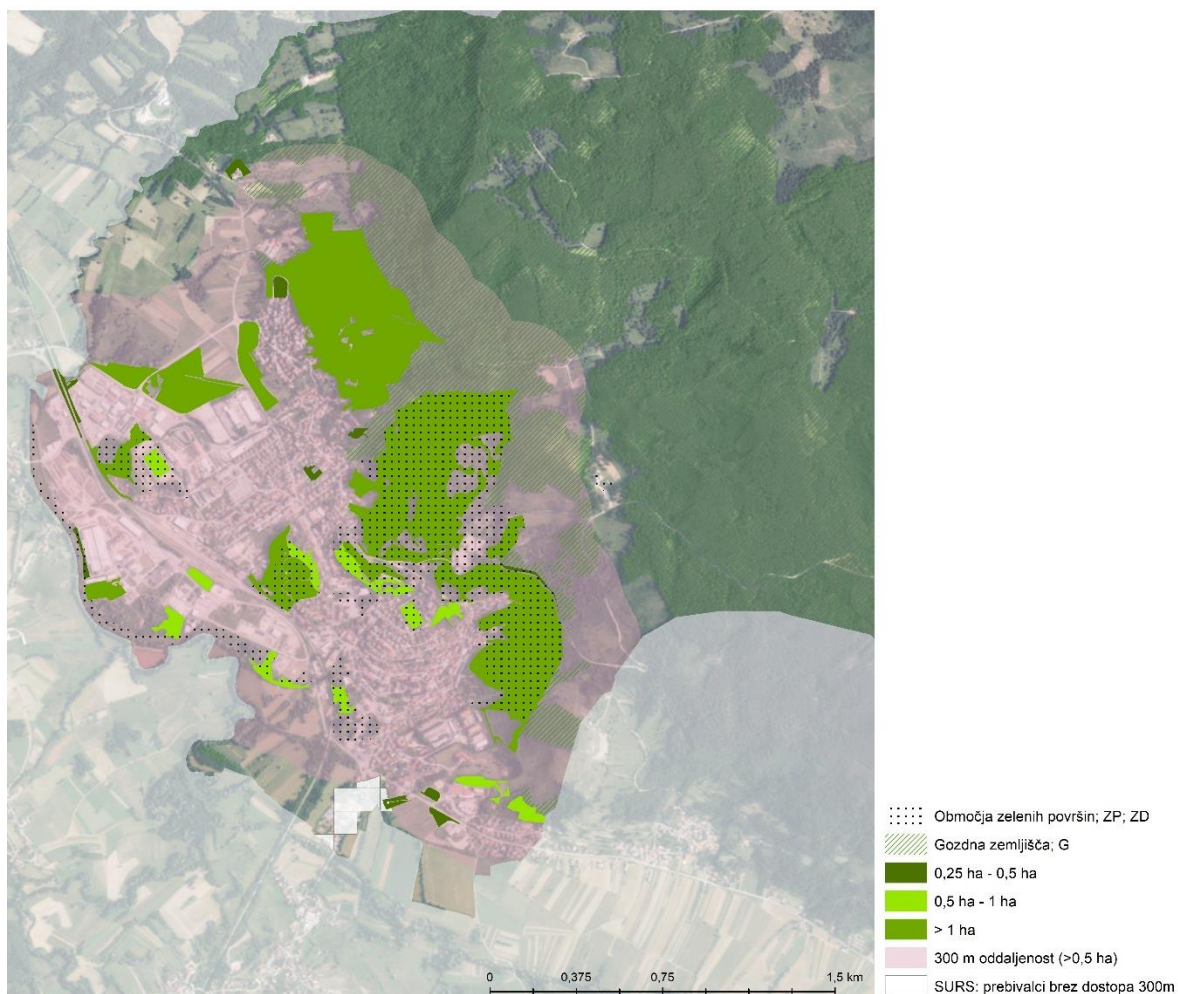 Območja zelenih površin; ZP; ZD
Gozdna zemljišča; G
0,25 ha - 0,5 ha
0,5 ha - 1 ha
> 1 ha
300 m oddaljenost (>0,5 ha)
SURS: prebivalci brez dostopa 300m
0 0,375 0,75 1,5 km